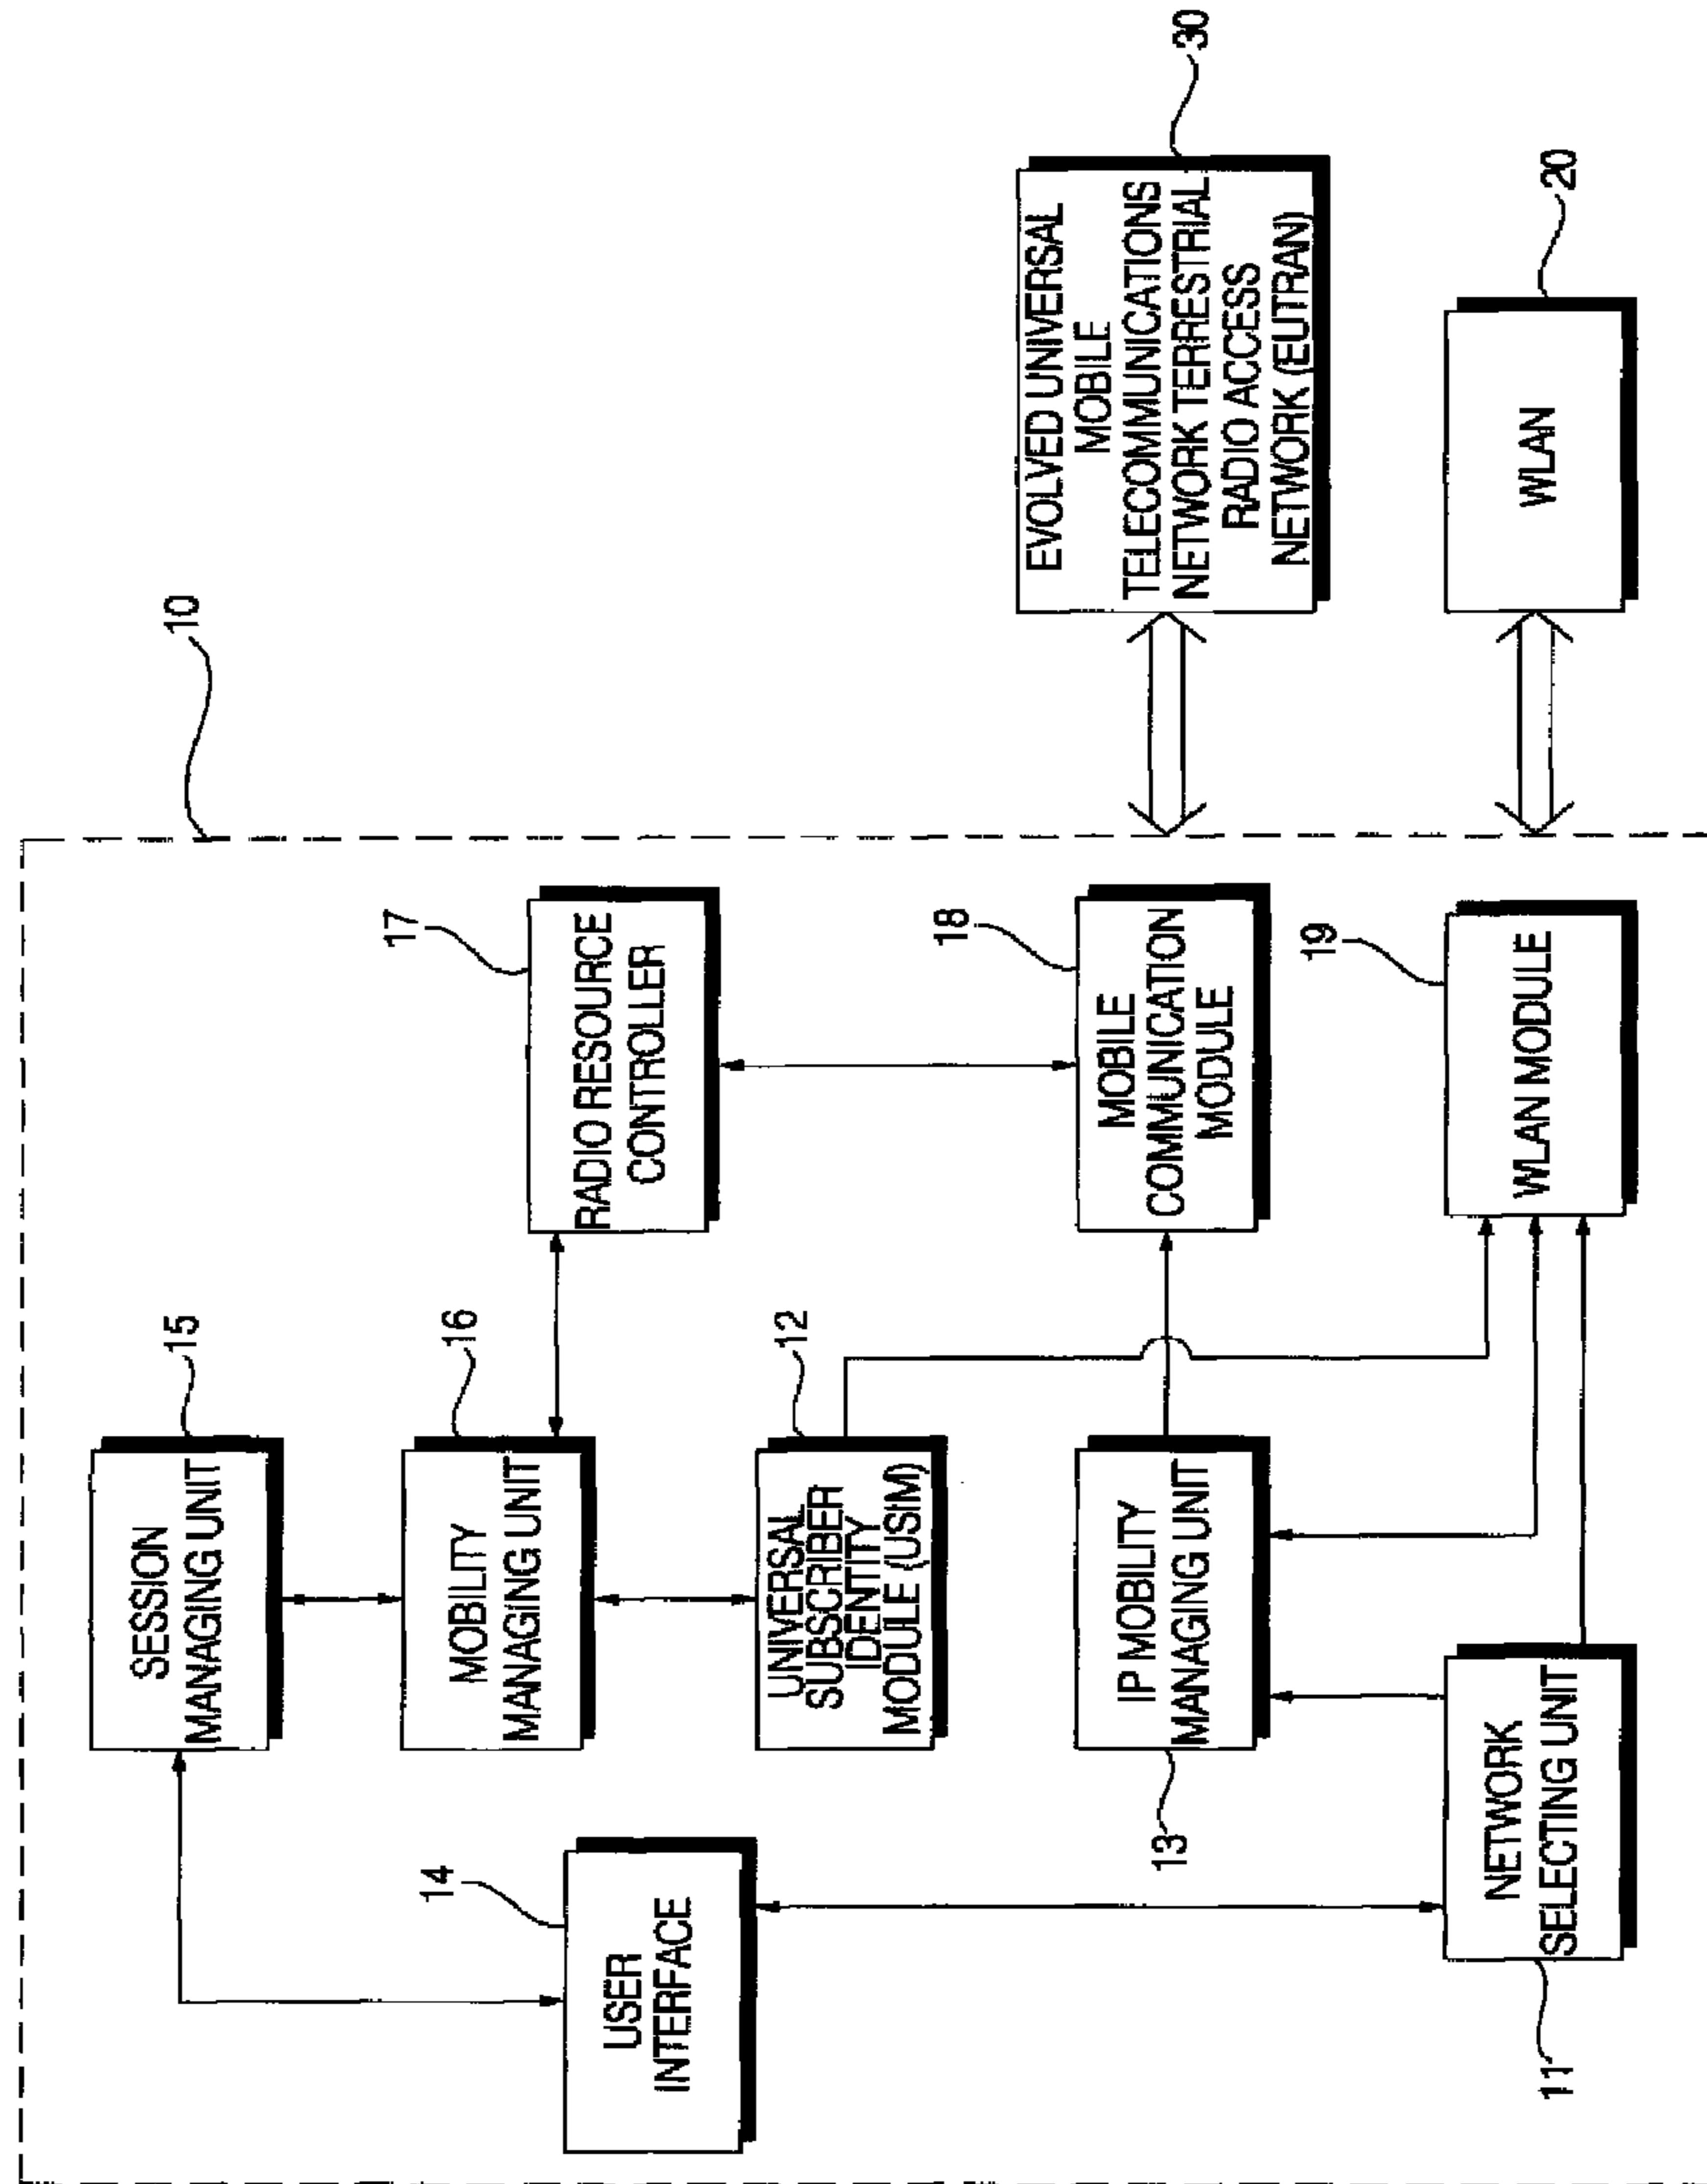 10
15
SESSION
MANAGING UNIT
17
RADIO RESOURCE
CONTROLLER
16
MOBILITY
MANAGING UNIT
14
USER
INTERFACE
12
UNIVERSAL
SUBSCRIBER
IDENTITY
MODULE (USIM)
30
EVOLVED UNIVERSAL
MOBILE
TELECOMMUNICATIONS
NETWORK TERRESTRIAL
RADIO ACCESS
NETWORK (EUTRAN)
18
MOBILE
COMMUNICATION
MODULE
13
IP MOBILITY
MANAGING UNIT
20
WLAN
19
WLAN MODULE
11
NETWORK
SELECTING UNIT